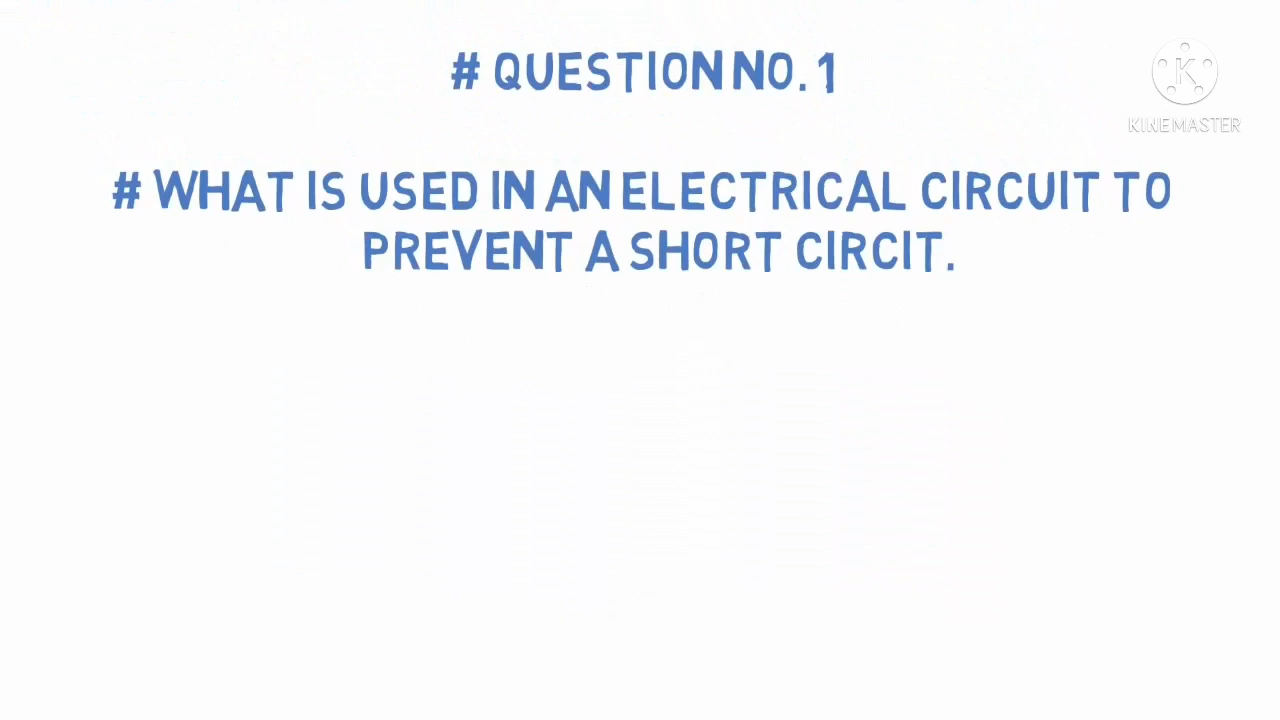 # QUESTION NO. 1
KINEMASTER
# WHAT IS USED IN AN ELECTRICAL CIRCUIT TO
PREVENT A SHORT CIRCIT.